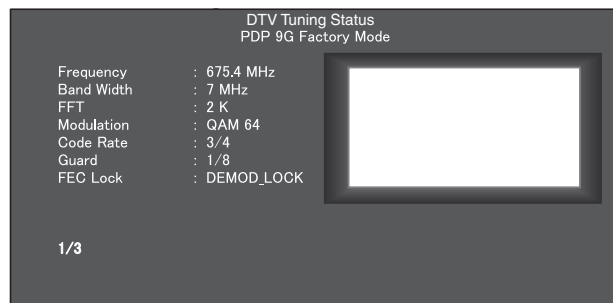 DTV Tuning Status
PDP 9G Factory Mode
Frequency : 675.4 MHz
Band Width : 7 MHz
FFT : 2 K
Modulation : QAM 64
Code Rate : 3/4
Guard : 1/8
FEC Lock : DEMOD_LOCK
1/3